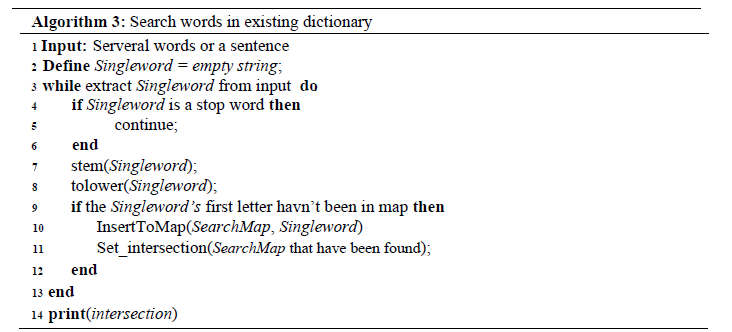 Algorithm 3: Search words in existing dictionary
1 Input: Serveral words or a sentence
2 Define Singleword = empty string;
3 while extract Singleword from input do
4 if Singleword is a stop word then
5 continue;
6 end
7 stem(Singleword);
8 tolower(Singleword);
9 if the Singleword's first letter havn't been in map then
10 InsertToMap(SearchMap, Singleword)
11 Set_intersection(SearchMap that have been found);
12 end
13 end
14 print(intersection)